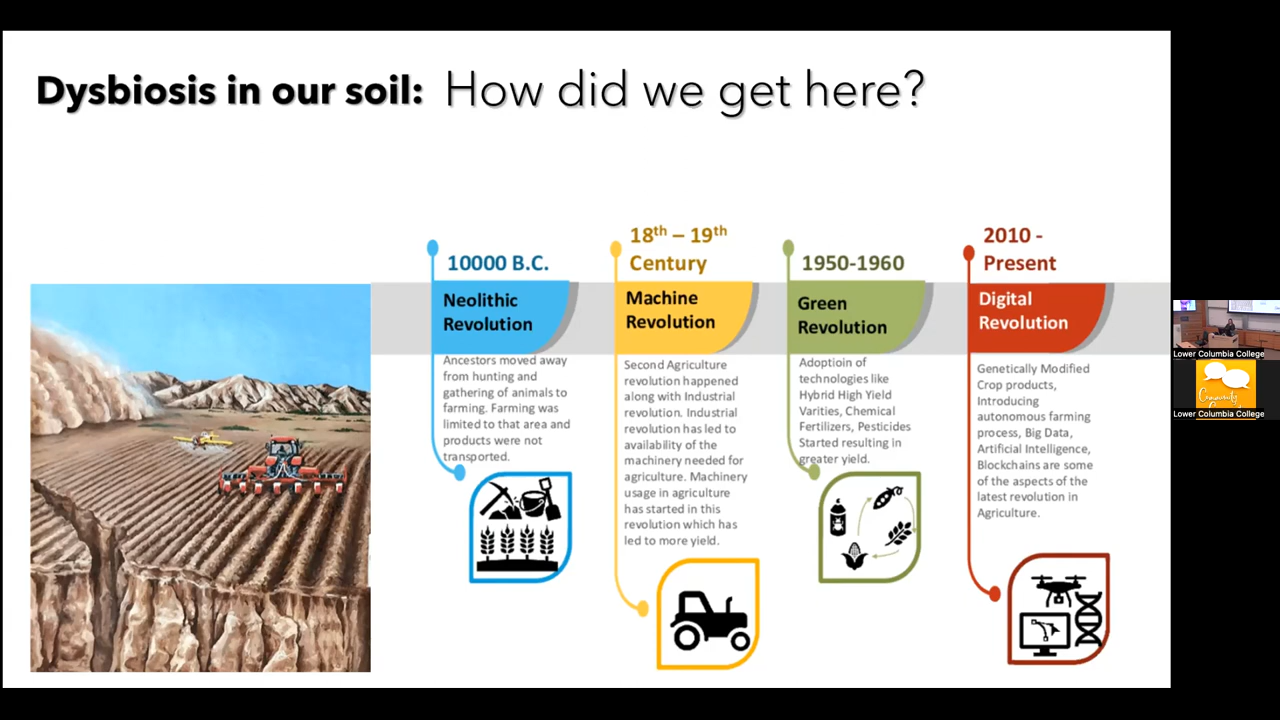 Dysbiosis in our soil: How did we get here?
10000 B.C.
Neolithic
Revolution
Ancestors moved away
from hunting and
gathering of animals to
farming. Farming was
limited to that area and
products were not
transported.
18th – 19th
Century
Machine
Revolution
Second Agriculture
revolution happened
along with Industrial
revolution. Industrial
revolution has led to
availability of the
machinery needed for
agriculture. Machinery
usage in agriculture
has started in this
revolution which has
led to more yield.
1950-1960
Green
Revolution
Adoptioin of
technologies like
Hybrid High Yield
Varities, Chemical
Fertilizers, Pesticides
Started resulting in
greater yield.
2010 -
Present
Digital
Revolution
Genetically Modified
Crop products,
Introducing
autonomous farming
process, Big Data,
Artificial Intelligence,
Blockchains are some
of the aspects of the
latest revolution in
Agriculture.
Lower Columbia College
Community
Lower Columbia College